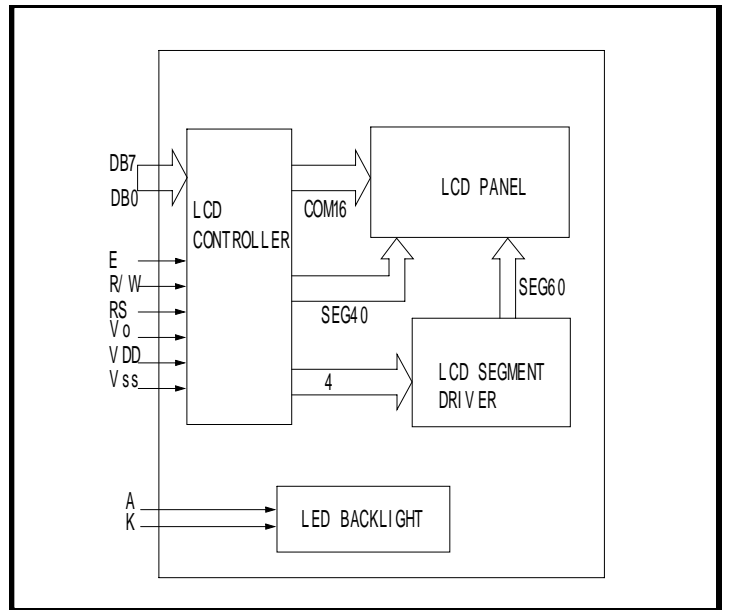 DB7
DB0
E
R/W
RS
Vo
VDD
Vss
LCD
CONTROLLER
COM16
SEG40
4
LCD PANEL
SEG60
LCD SEGMENT
DRIVER
A
K
LED BACKLIGHT